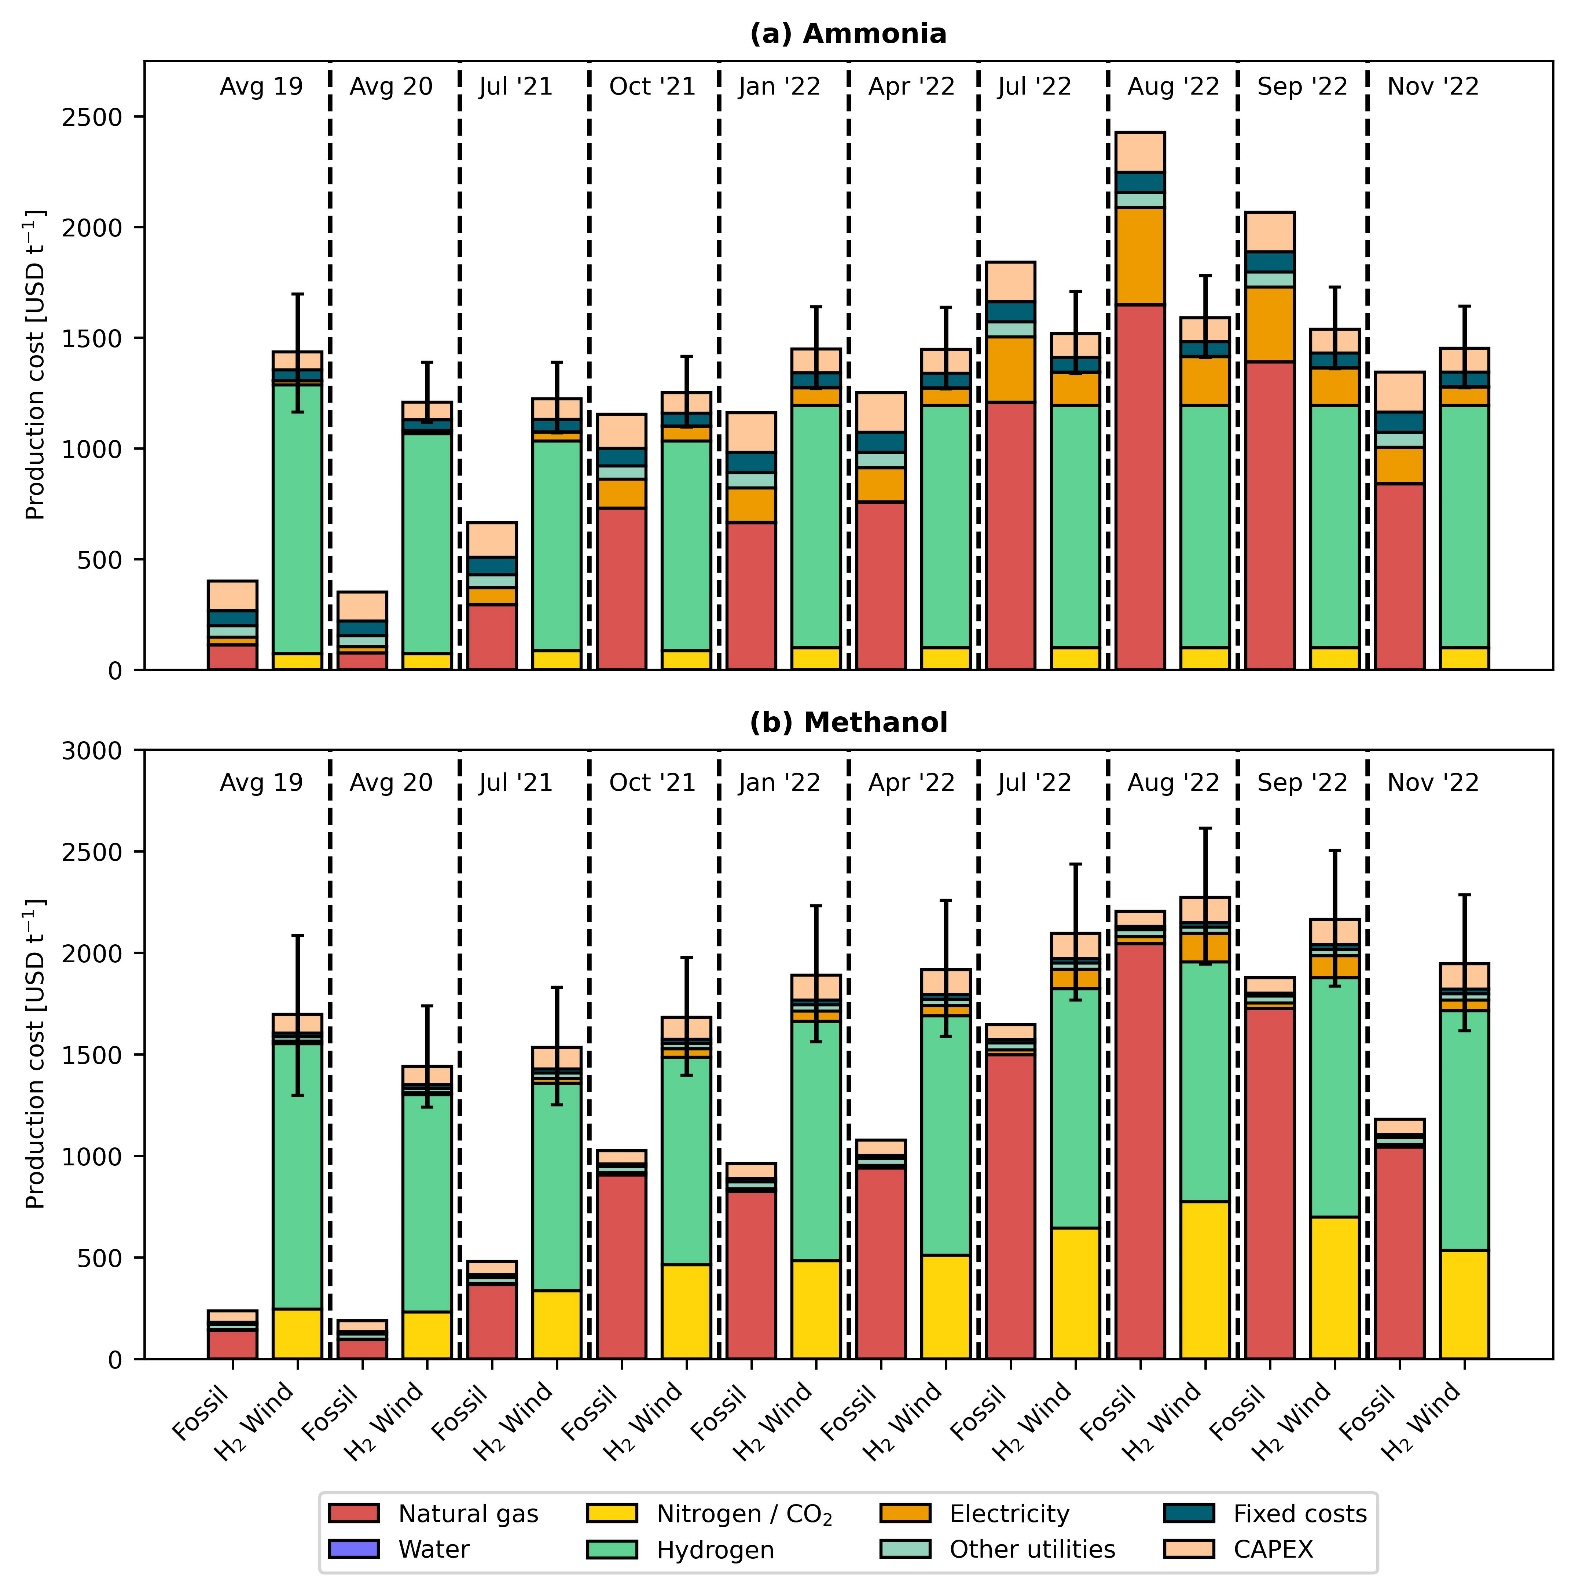 (a) Ammonia
Avg 19 Avg 20 Jul '21 Oct '21 Jan '22 Apr '22 Jul '22 Aug '22 Sep '22 Nov '22
2500
2000
1500
1000
500
0
Production cost [USD t⁻¹]
(b) Methanol
3000
Avg 19 Avg 20 Jul '21 Oct '21 Jan '22 Apr '22 Jul '22 Aug '22 Sep '22 Nov '22
2500
2000
1500
1000
500
0
Production cost [USD t⁻¹]
Fossil H₂ Wind Fossil H₂ Wind Fossil H₂ Wind Fossil H₂ Wind Fossil H₂ Wind Fossil H₂ Wind Fossil H₂ Wind Fossil H₂ Wind Fossil H₂ Wind Fossil H₂ Wind
Natural gas Nitrogen / CO₂ Electricity Fixed costs
Water Hydrogen Other utilities CAPEX